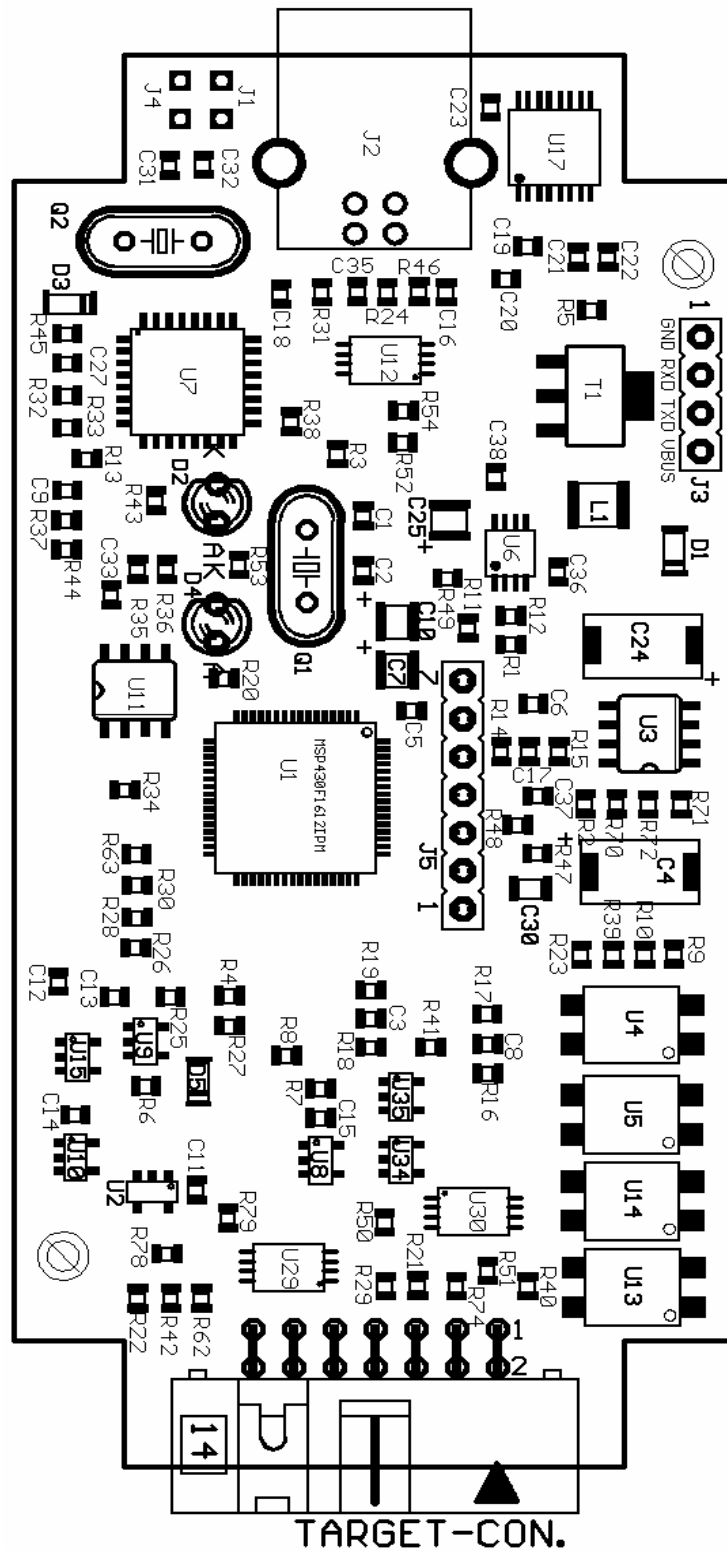 J4
J1
C31
C32
J2
C23
U17
Q2
D3
C19
C21
C22
C20
R5
1
GND RXD TXD VBUS
J3
C35
R46
C18
R31
R24
C16
U12
T1
R45
C27
R32
R33
R13
U7
R38
R3
R54
R52
C38
K
D2
C9
R37
R44
R43
C1
C25
+
U6
L1
D1
C33
R35
R36
A
K
R53
D4
C2
C36
R49
R11
R12
R1
+
C10
+
C7
Q1
C24
+
U11
R20
A
C5
7
R14
C6
C17
R15
U3
U1
MSP430F1612IPM
R34
C37
R48
J5
R2
R70
R72
R71
R63
R30
R28
R26
R47
+
C4
1
C30
C12
C13
R25
R4
R27
R19
C3
R18
R17
C8
R16
R23
R39
R10
R9
U15
U9
R6
D5
R8
R7
C15
R41
U35
U4
C14
U10
U8
U34
U5
U2
C11
R79
R50
U30
U14
R78
U29
R29
R21
R74
R51
R40
U13
R22
R42
R62
1
2
14
TARGET-CON.